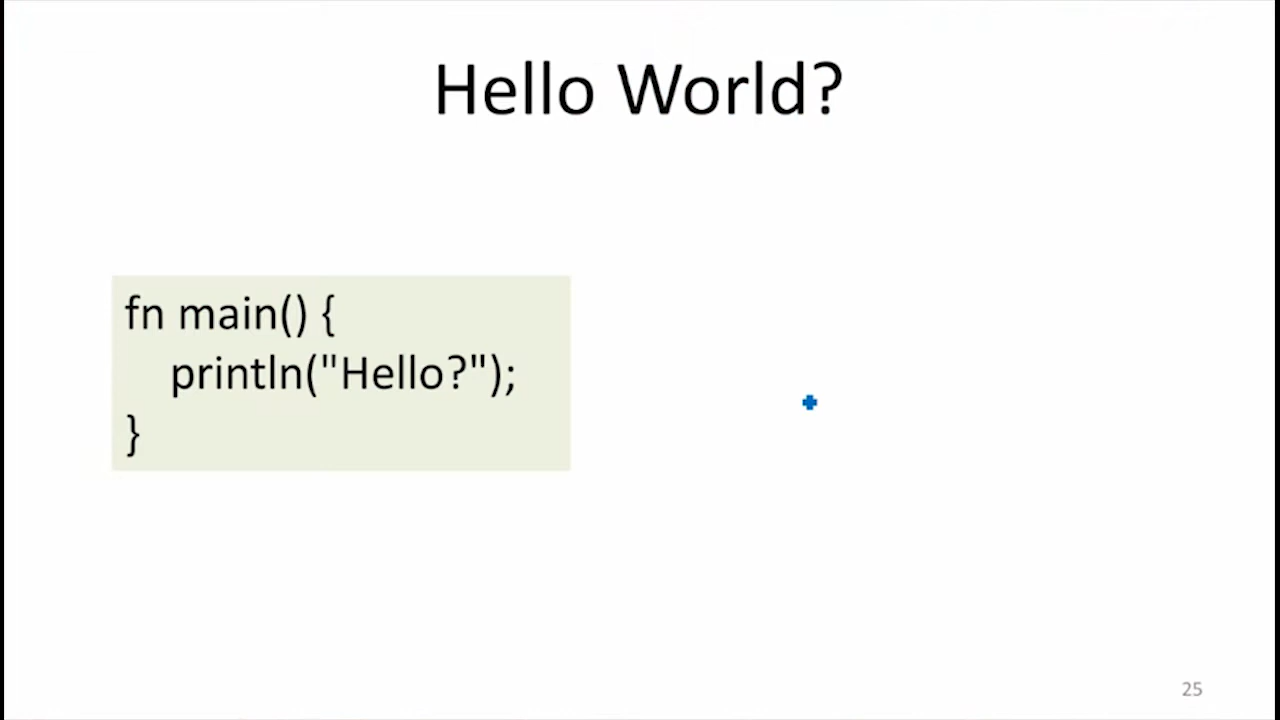 Hello World?
fn main() {
    println("Hello?");
}
25